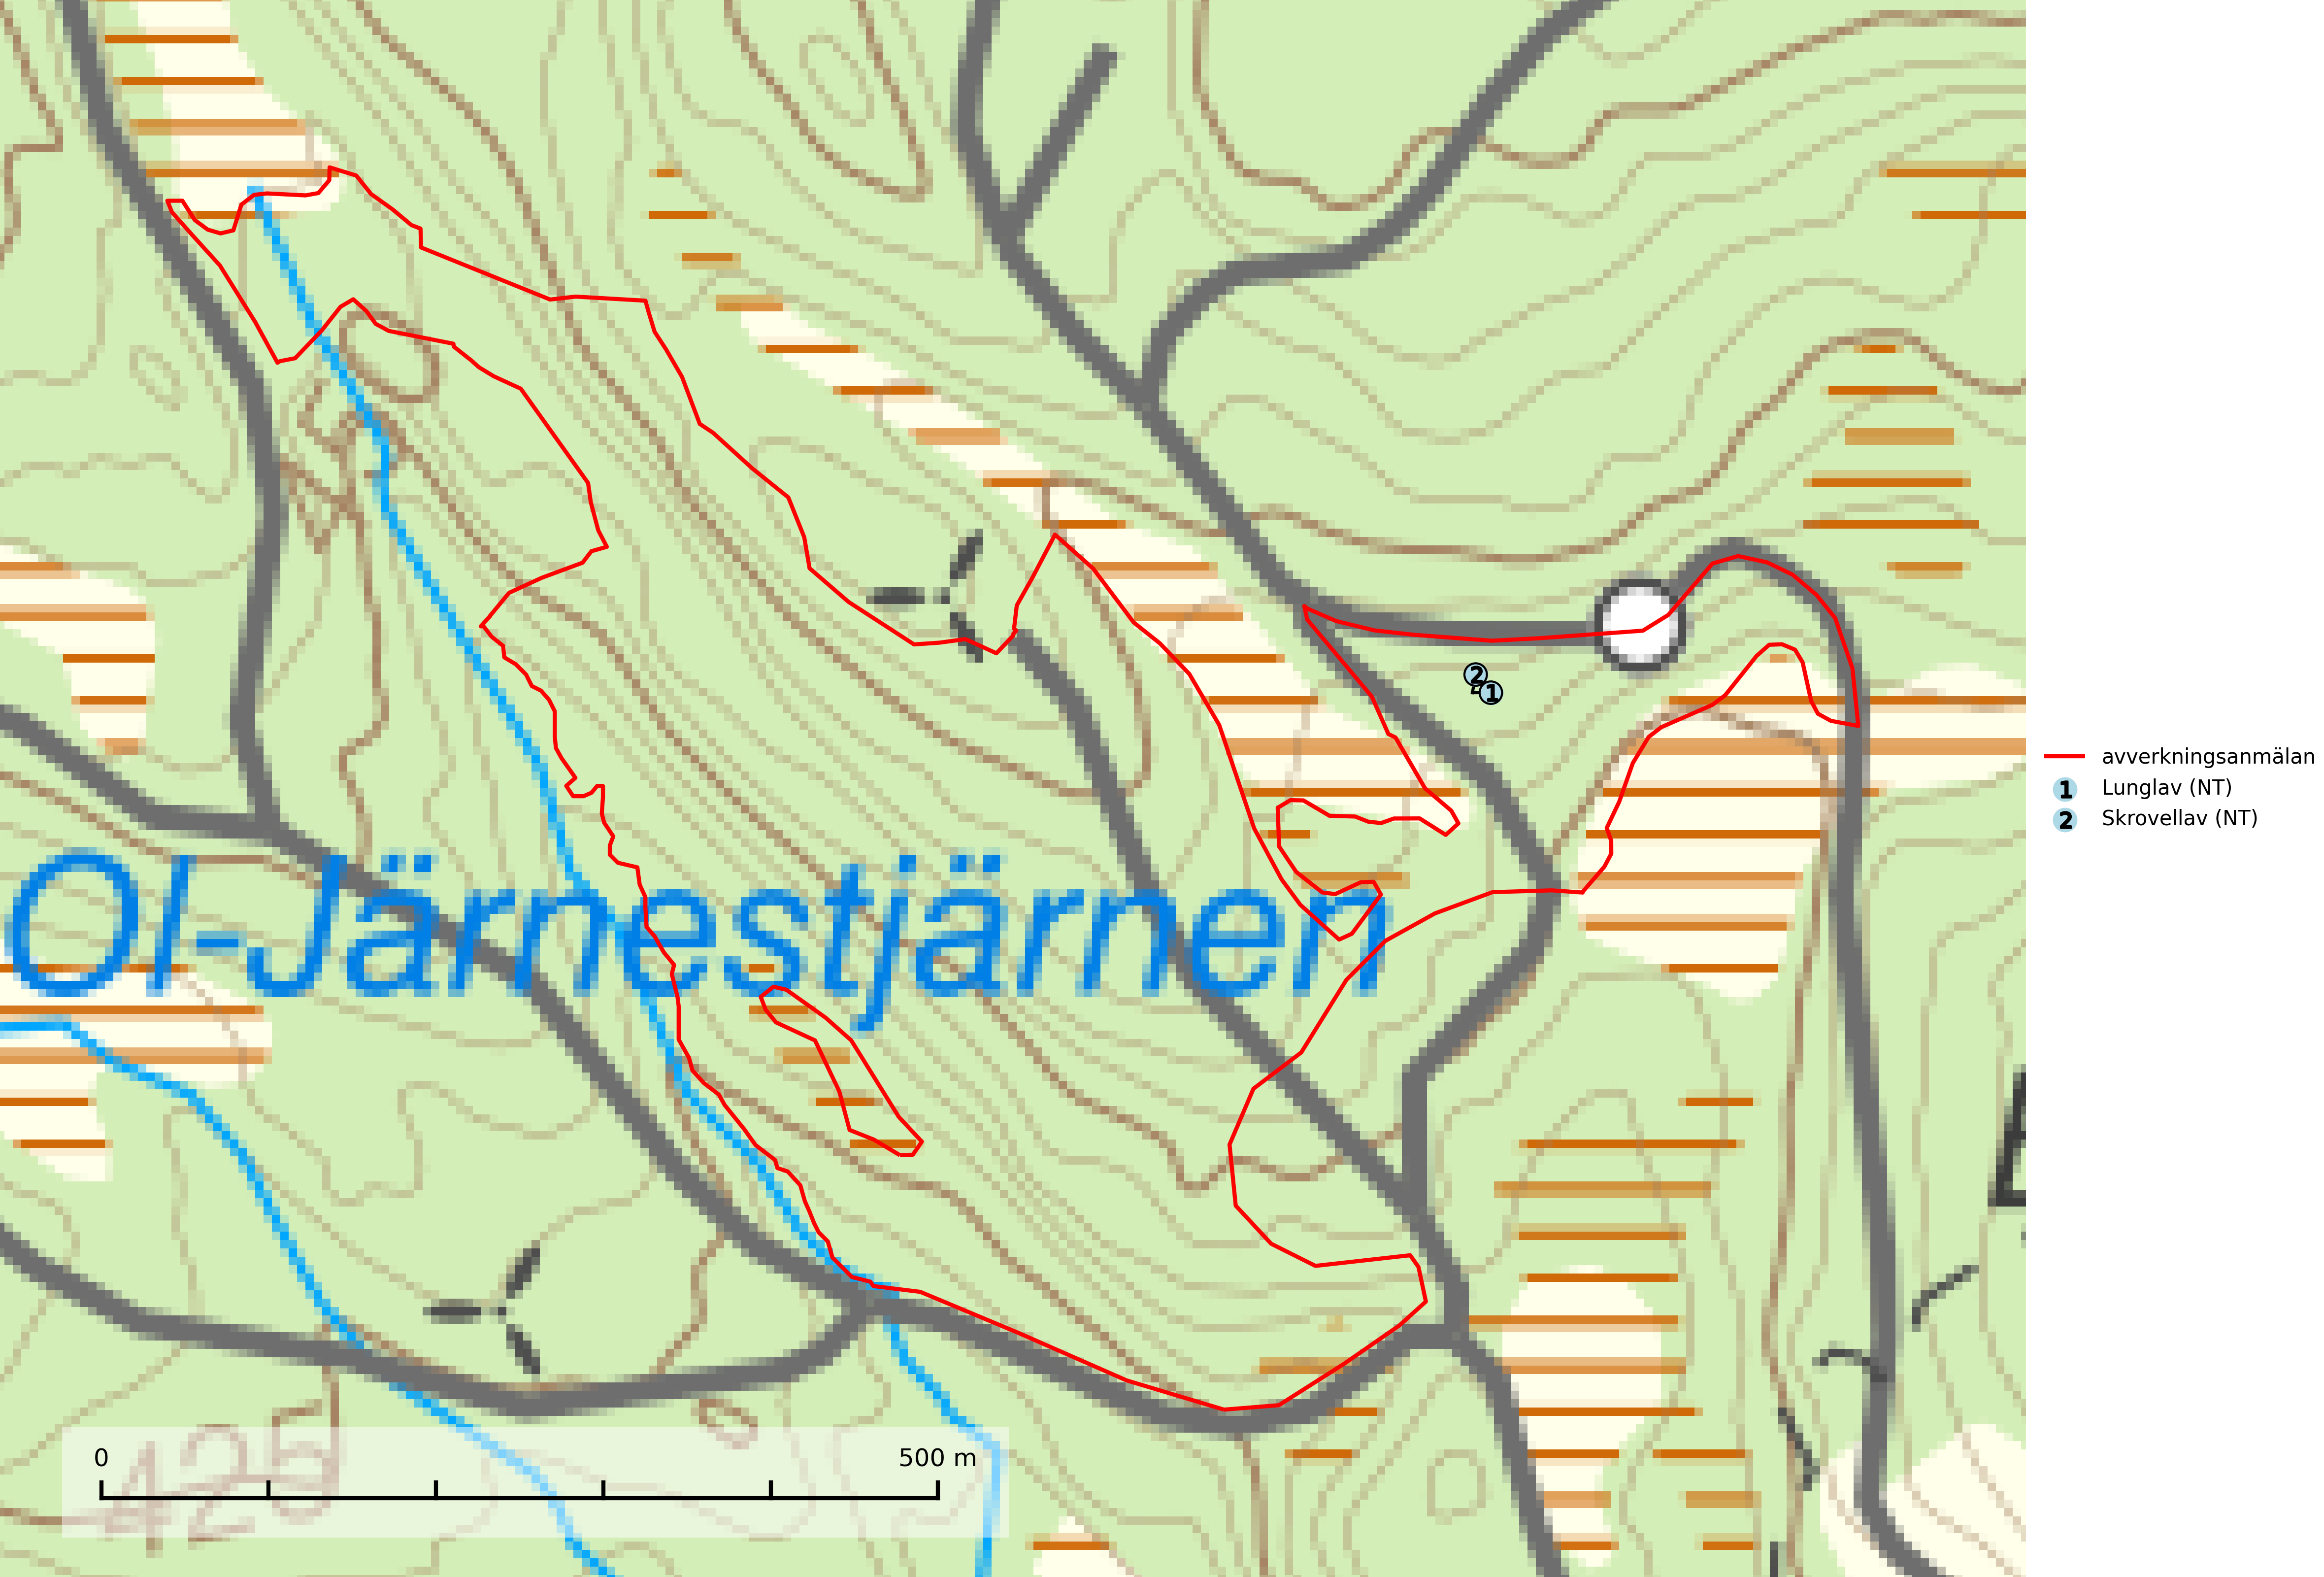 2
1
avverkningsanmälan
1 Lunglav (NT)
2 Skrovellav (NT)
Ol-Järnestjärnen
0 500 m
425